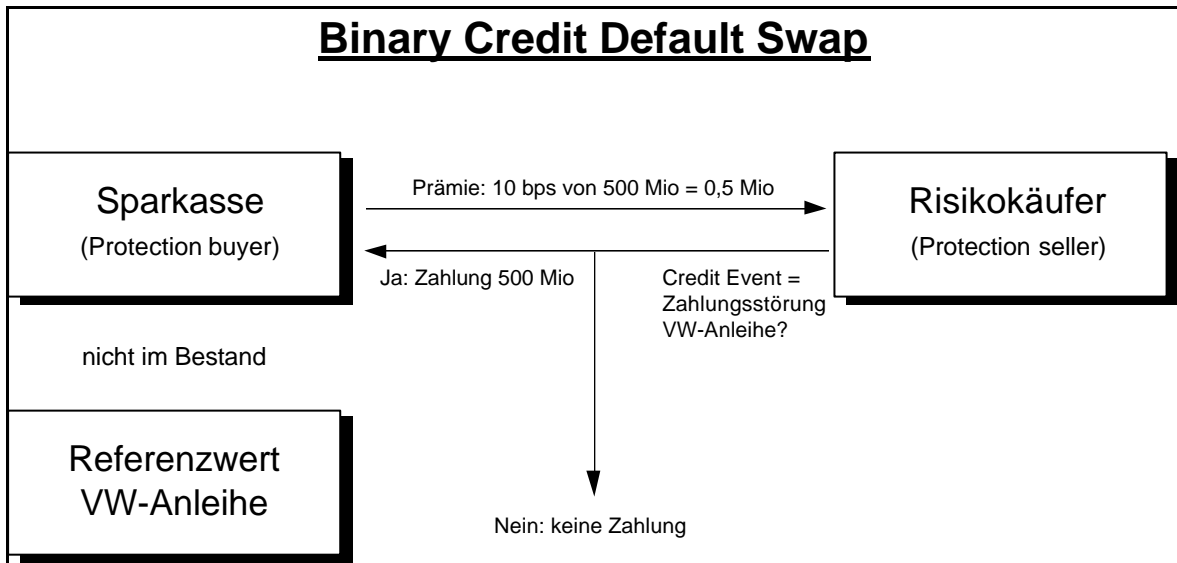 Binary Credit Default Swap
Sparkasse
(Protection buyer)
Prämie: 10 bps von 500 Mio = 0,5 Mio
Risikokäufer
(Protection seller)
Ja: Zahlung 500 Mio
Credit Event =
Zahlungsstörung
VW-Anleihe?
nicht im Bestand
Referenzwert
VW-Anleihe
Nein: keine Zahlung